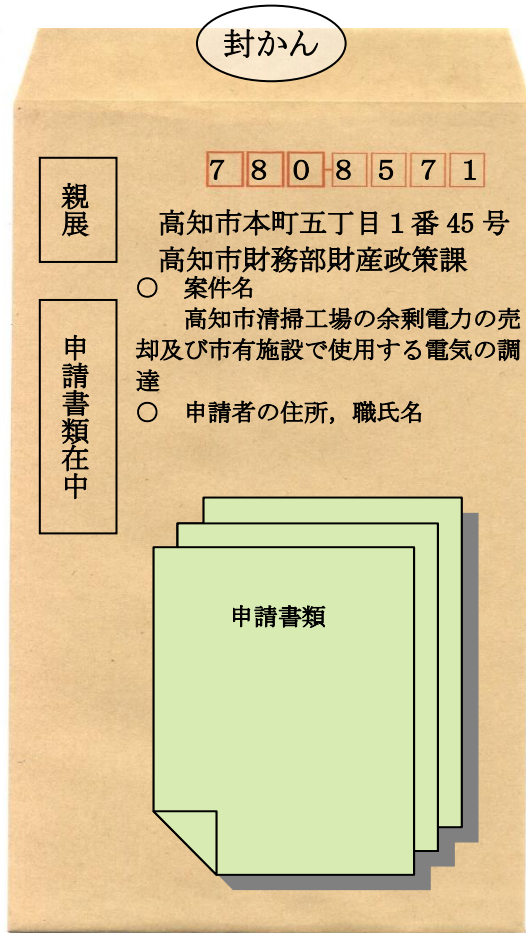 封かん
7808571
親展
高知市本町五丁目1番45号
高知市財務部財産政策課
○ 案件名
高知市清掃工場の余剰電力の売
却及び市有施設で使用する電気の調
達
○ 申請者の住所，職氏名
申請書類在中
申請書類